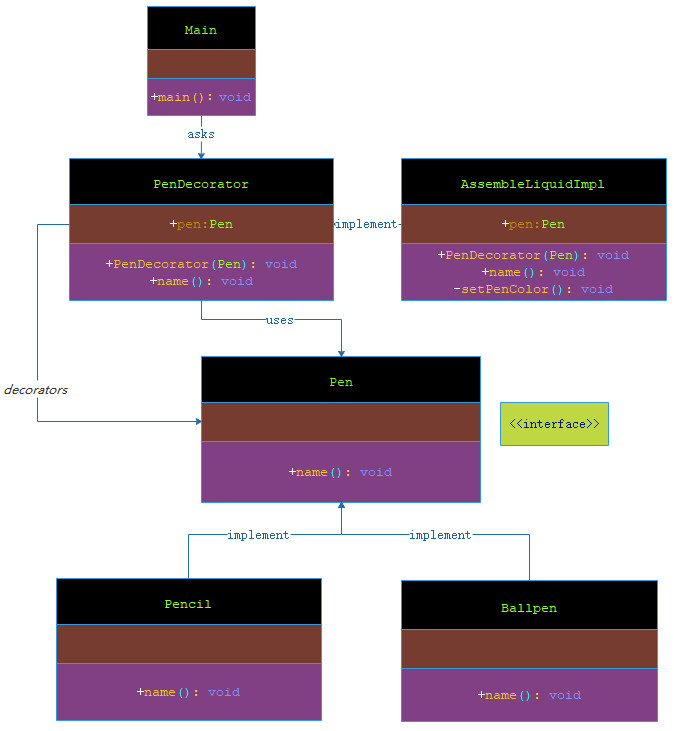 Main
+main(): void
asks
PenDecorator
+pen:Pen
+PenDecorator(Pen): void
+name(): void
implement
AssembleLiquidImpl
+pen:Pen
+PenDecorator(Pen): void
+name(): void
-setPenColor(): void
uses
decorators
Pen
+name(): void
<<interface>>
implement
implement
Pencil
+name(): void
Ballpen
+name(): void